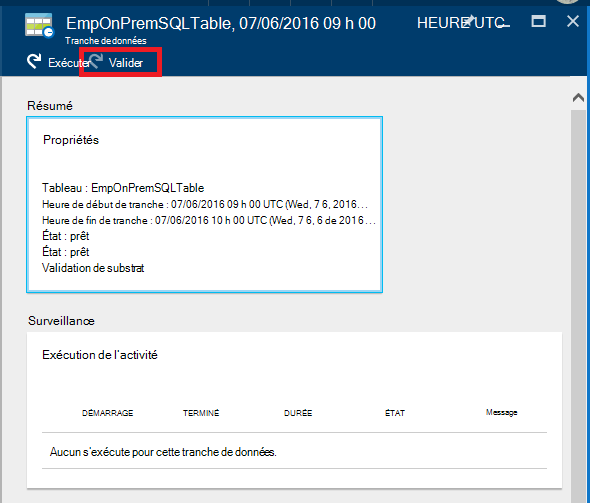 EmpOnPremSQLTable, 07/06/2016 09 h 00 HEURE UTC
Tranche de données
Exécuter Valider
Résumé
Propriétés
Tableau : EmpOnPremSQLTable
Heure de début de tranche : 07/06/2016 09 h 00 UTC (Wed, 7 6, 2016…
Heure de fin de tranche : 07/06/2016 10 h 00 UTC (Wed, 7 6, 6 de 2016…
État : prêt
État : prêt
Validation de substrat
Surveillance
Exécution de l'activité
DÉMARRAGE TERMINÉ DURÉE ÉTAT Message
Aucun s'exécute pour cette tranche de données.